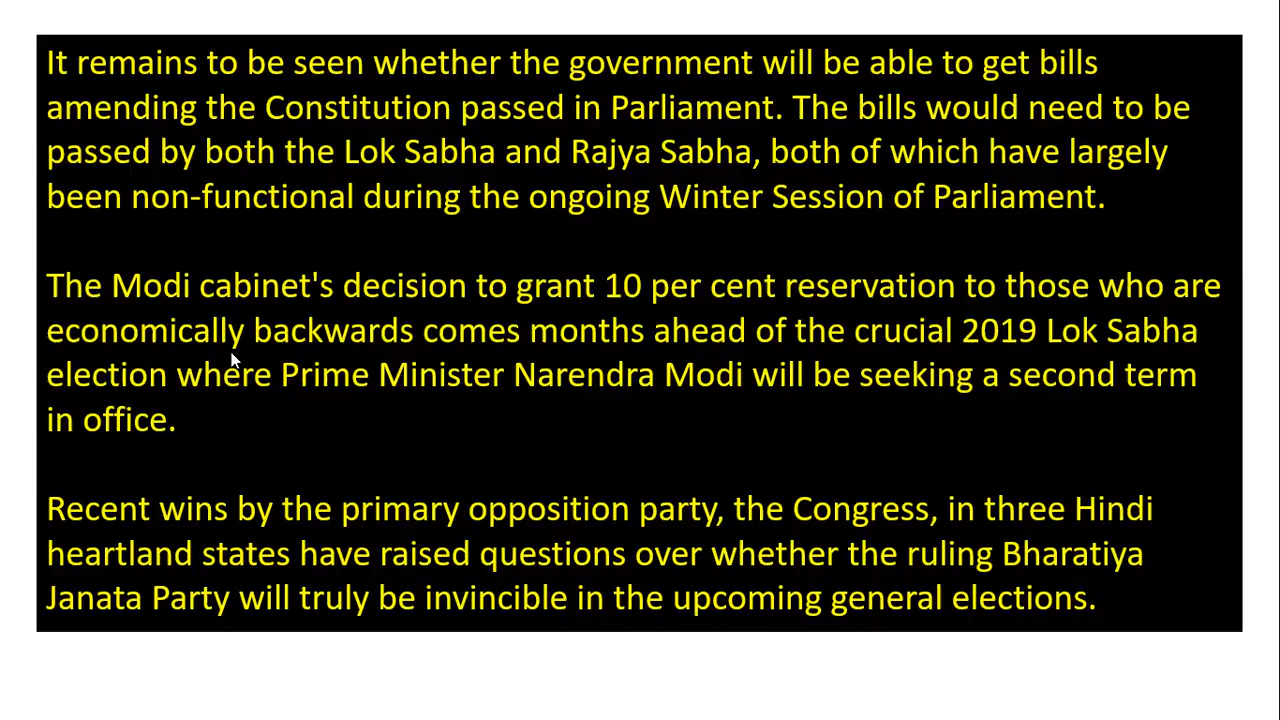 It remains to be seen whether the government will be able to get bills
amending the Constitution passed in Parliament. The bills would need to be
passed by both the Lok Sabha and Rajya Sabha, both of which have largely
been non-functional during the ongoing Winter Session of Parliament.
The Modi cabinet's decision to grant 10 per cent reservation to those who are
economically backwards comes months ahead of the crucial 2019 Lok Sabha
election where Prime Minister Narendra Modi will be seeking a second term
in office.
Recent wins by the primary opposition party, the Congress, in three Hindi
heartland states have raised questions over whether the ruling Bharatiya
Janata Party will truly be invincible in the upcoming general elections.